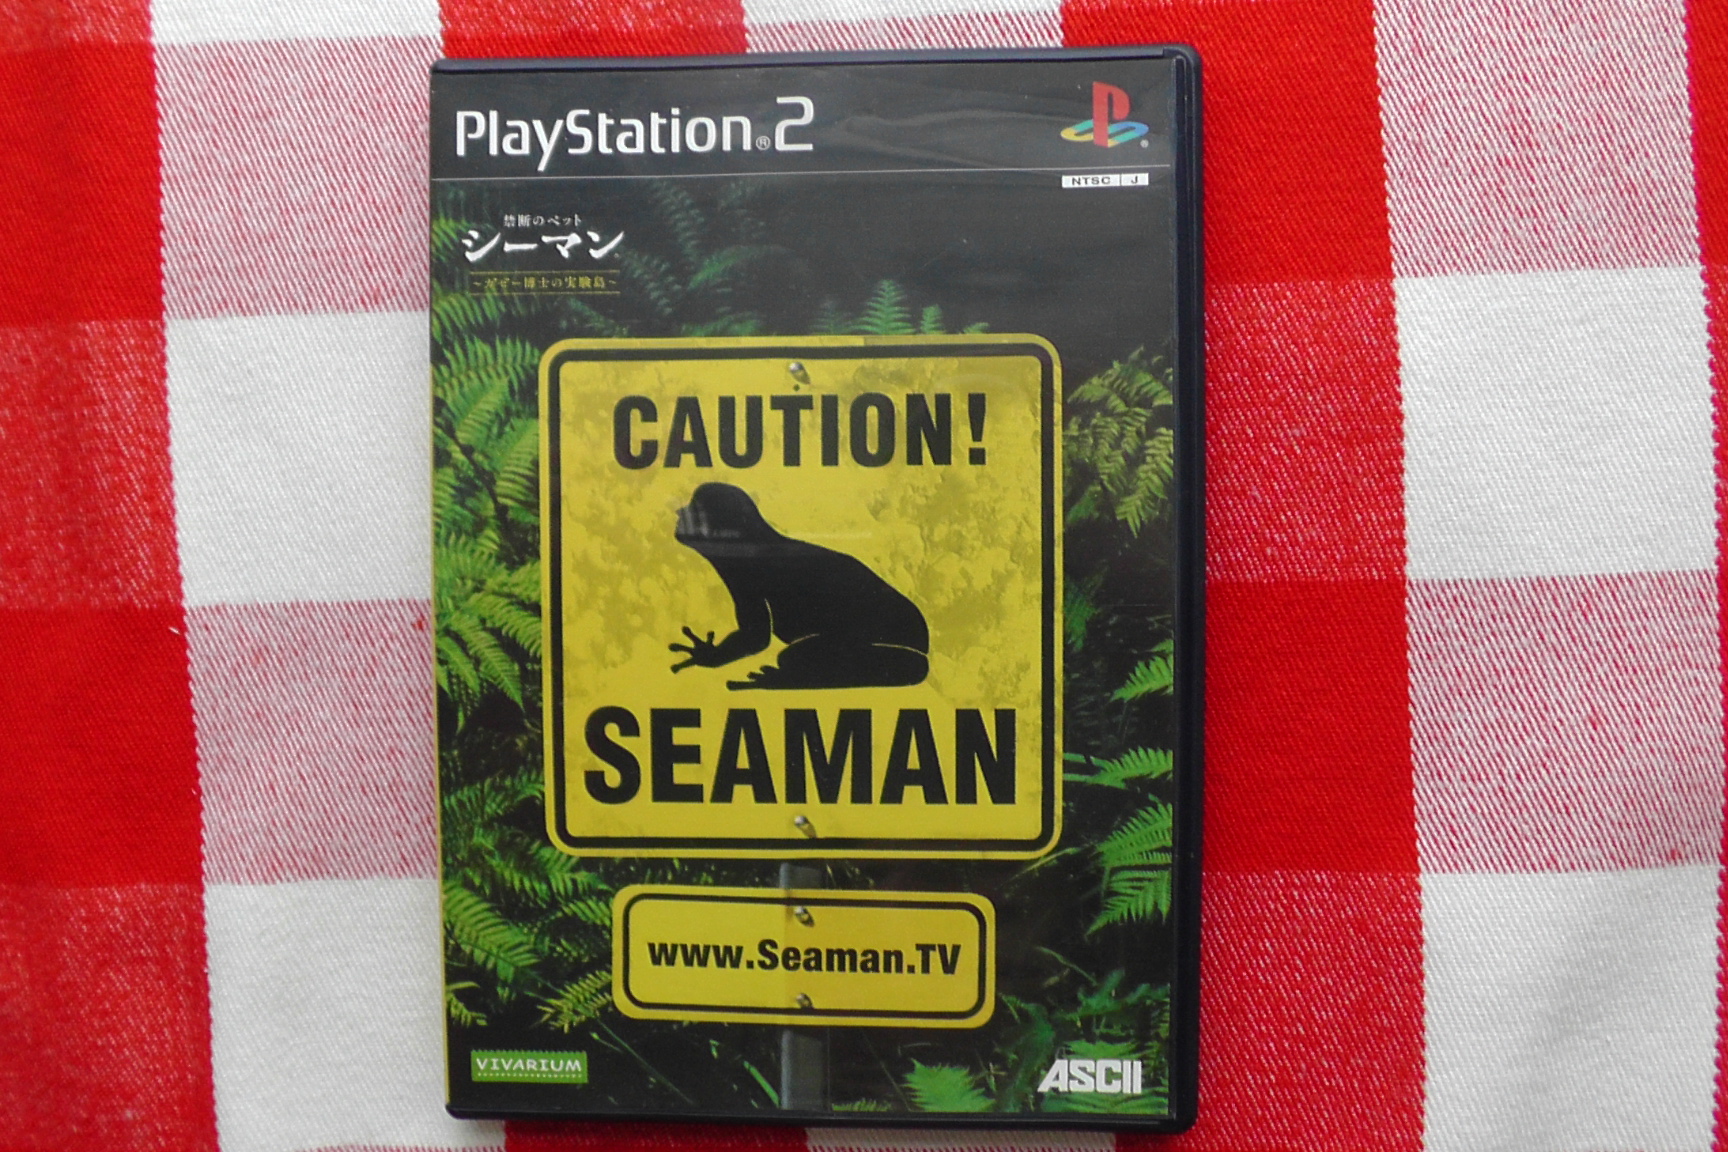 PlayStation®2
NTSC J
禁断のペット
シーマン
～ガゼー博士の実験島～
CAUTION!
SEAMAN
www.Seaman.TV
VIVARIUM
ASCII